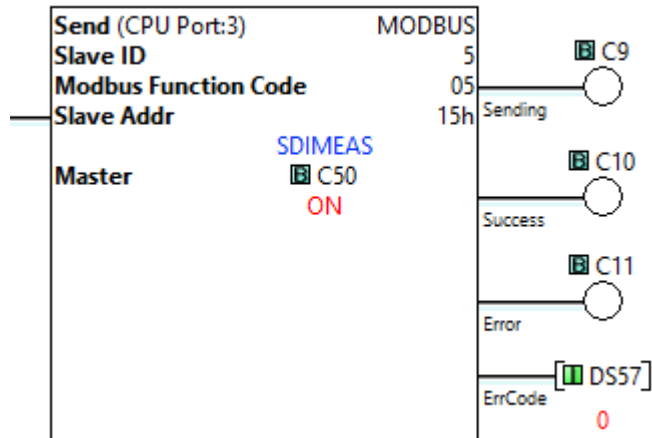 Send (CPU Port:3) MODBUS
Slave ID 5
Modbus Function Code 05
Slave Addr 15h
SDIMEAS
Master B C50
ON
B C9
Sending
B C10
Success
B C11
Error
I DS57
ErrCode
0